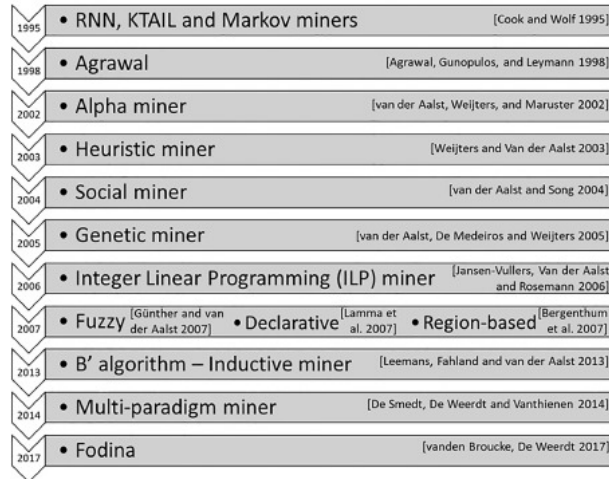 1995 • RNN, KTAIL and Markov miners [Cook and Wolf 1995]
1998 • Agrawal [Agrawal, Gunopulos, and Leymann 1998]
2002 • Alpha miner [van der Aalst, Weijters, and Maruster 2002]
2003 • Heuristic miner [Weijters and Van der Aalst 2003]
2004 • Social miner [van der Aalst and Song 2004]
2005 • Genetic miner [van der Aalst, De Medeiros and Weijters 2005]
2006 • Integer Linear Programming (ILP) miner [Jansen-Vullers, Van der Aalst
and Rosemann 2006]
2007 • Fuzzy [Günther and van
der Aalst 2007] • Declarative [Lamma et
al. 2007] • Region-based [Bergenthum
et al. 2007]
2013 • B' algorithm – Inductive miner [Leemans, Fahland and van der Aalst 2013]
2014 • Multi-paradigm miner [De Smedt, De Weerdt and Vanthienen 2014]
2017 • Fodina [vanden Broucke, De Weerdt 2017]